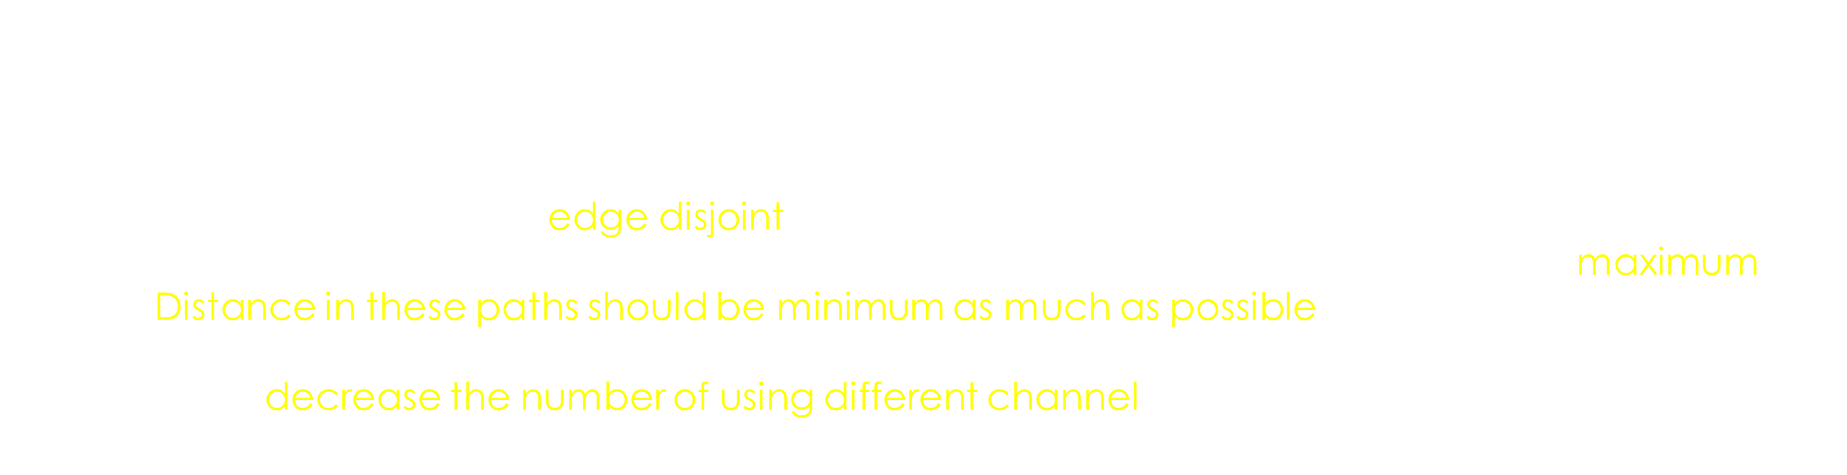 edge disjoint
maximum
Distance in these paths should be minimum as much as possible
decrease the number of using different channel